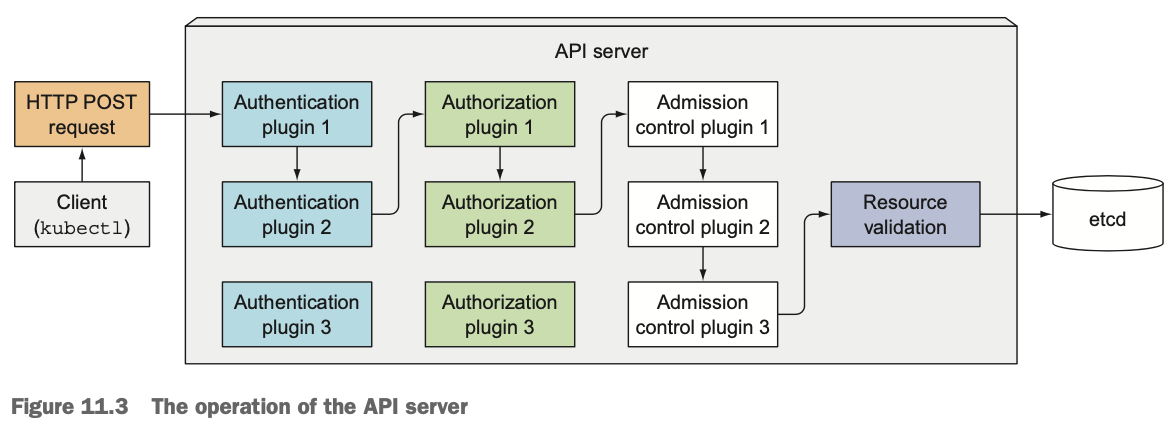 API server
HTTP POST
request
Client
(kubectl)
Authentication
plugin 1
Authentication
plugin 2
Authentication
plugin 3
Authorization
plugin 1
Authorization
plugin 2
Authorization
plugin 3
Admission
control plugin 1
Admission
control plugin 2
Admission
control plugin 3
Resource
validation
etcd
Figure 11.3 The operation of the API server